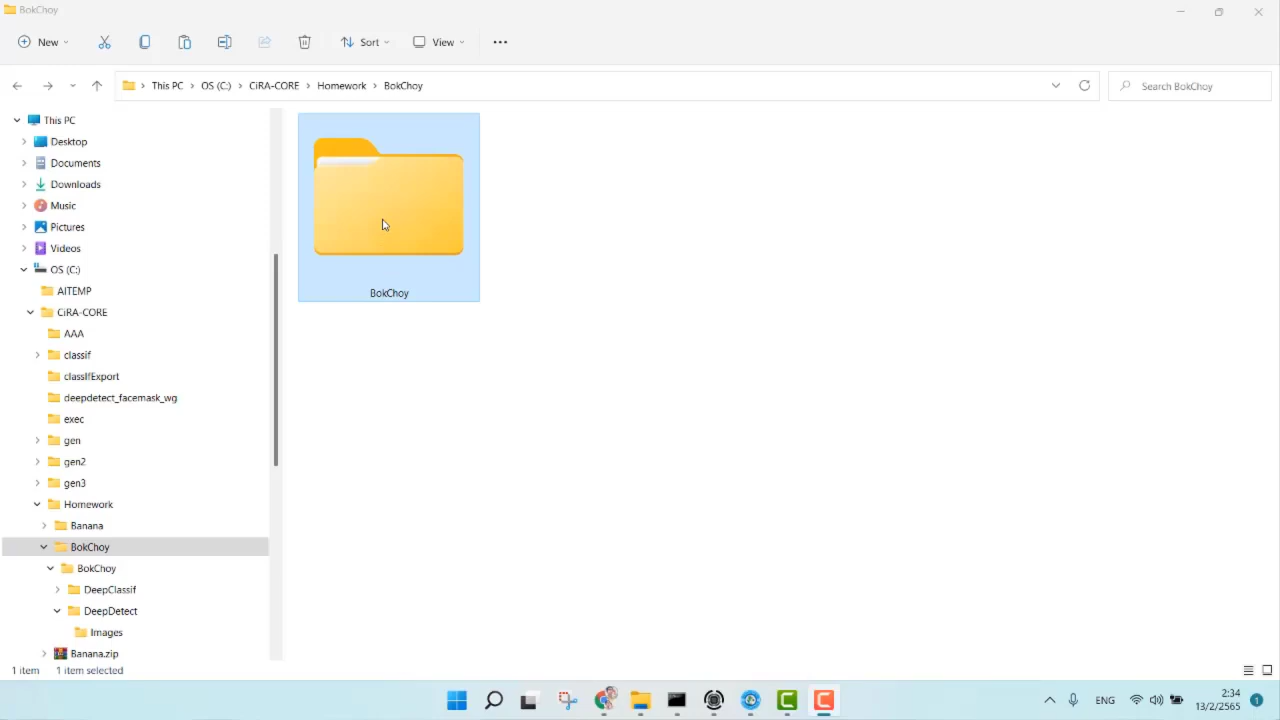 BokChoy
New
Sort
View
This PC
OS (C:)
CiRA-CORE
Homework
BokChoy
Search BokChoy
This PC
Desktop
Documents
Downloads
Music
Pictures
Videos
OS (C:)
AITEMP
CiRA-CORE
AAA
classif
classIfExport
deepdetect_facemask_wg
exec
gen
gen2
gen3
Homework
Banana
BokChoy
BokChoy
DeepClassif
DeepDetect
Images
Banana.zip
BokChoy
1 item
1 item selected
ENG
2:34
13/2/2565
1